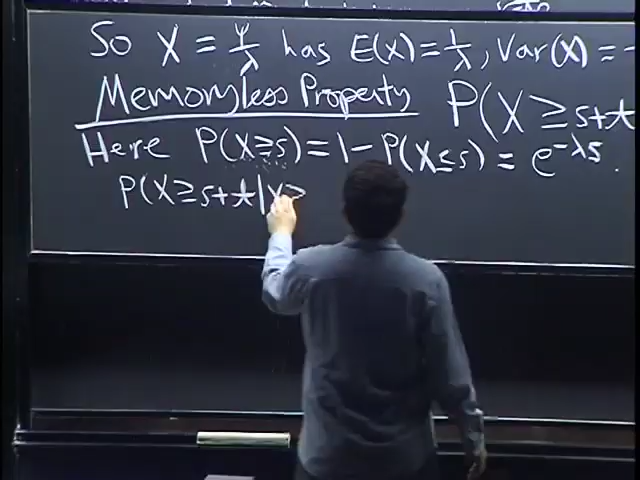 So X = Y/λ has E(X) = 1/λ, Var(X) =
Memoryless Property P(X ≥ s+t
Here P(X ≥ s) = 1 - P(X ≤ s) = e^{-λs}.
P(X ≥ s+t | X ≥